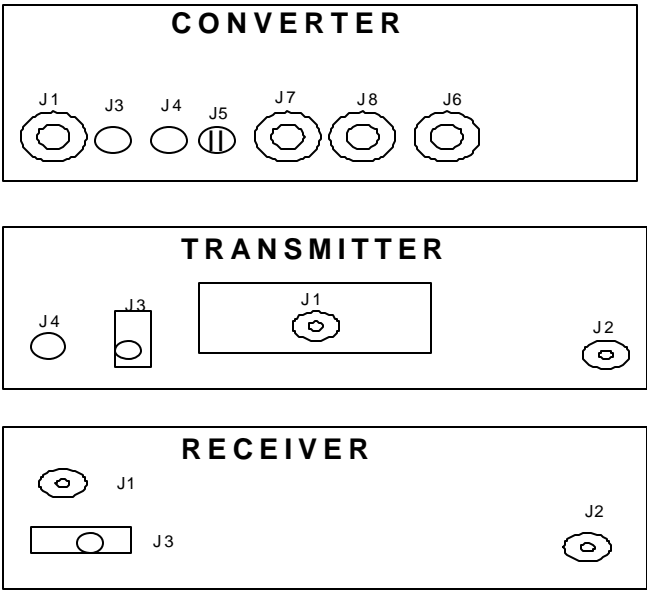 CONVERTER
J1 J3 J4 J5 J7 J8 J6
TRANSMITTER
J4 J3 J1 J2
RECEIVER
J1
J2
J3